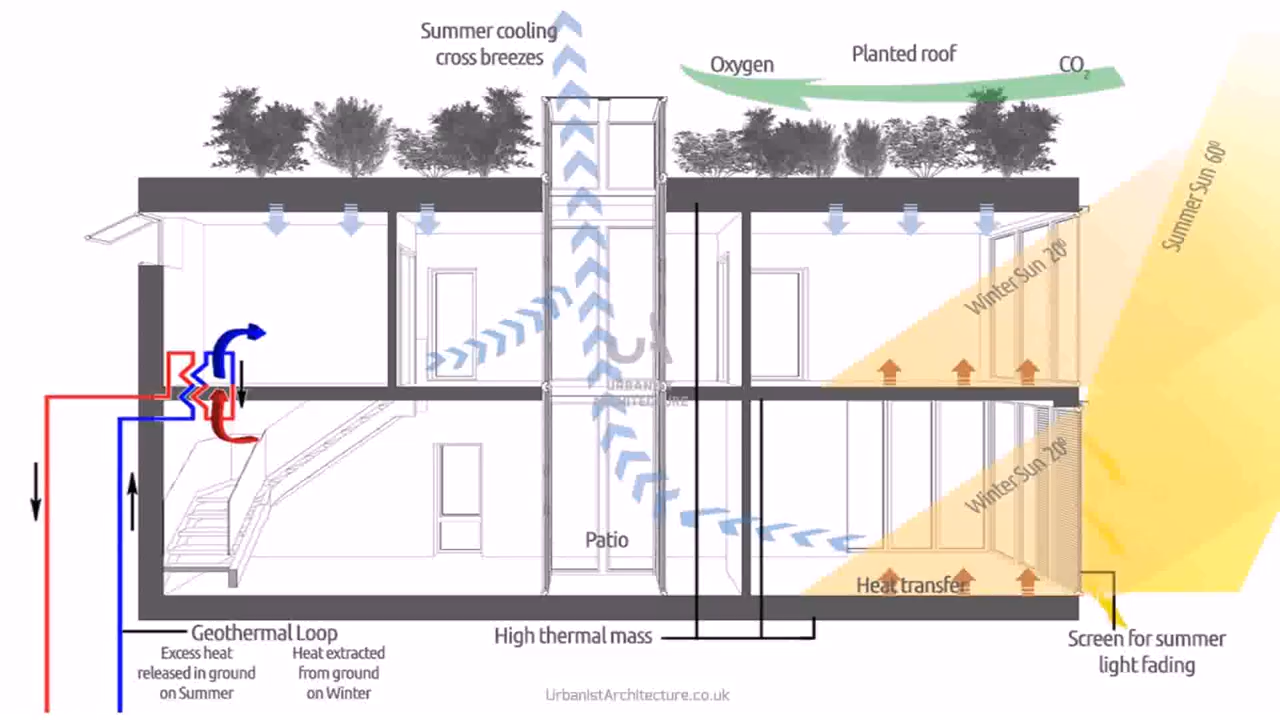 Summer cooling
cross breezes
Oxygen
Planted roof
CO2
Summer Sun 60º
Winter Sun 20º
URBANIST
ARCHITECTURE
Winter Sun 20º
Patio
Heat transfer
Geothermal Loop
Excess heat
released in ground
on Summer
Heat extracted
from ground
on Winter
High thermal mass
Screen for summer
light fading
UrbanIstArchitecture.co.uk